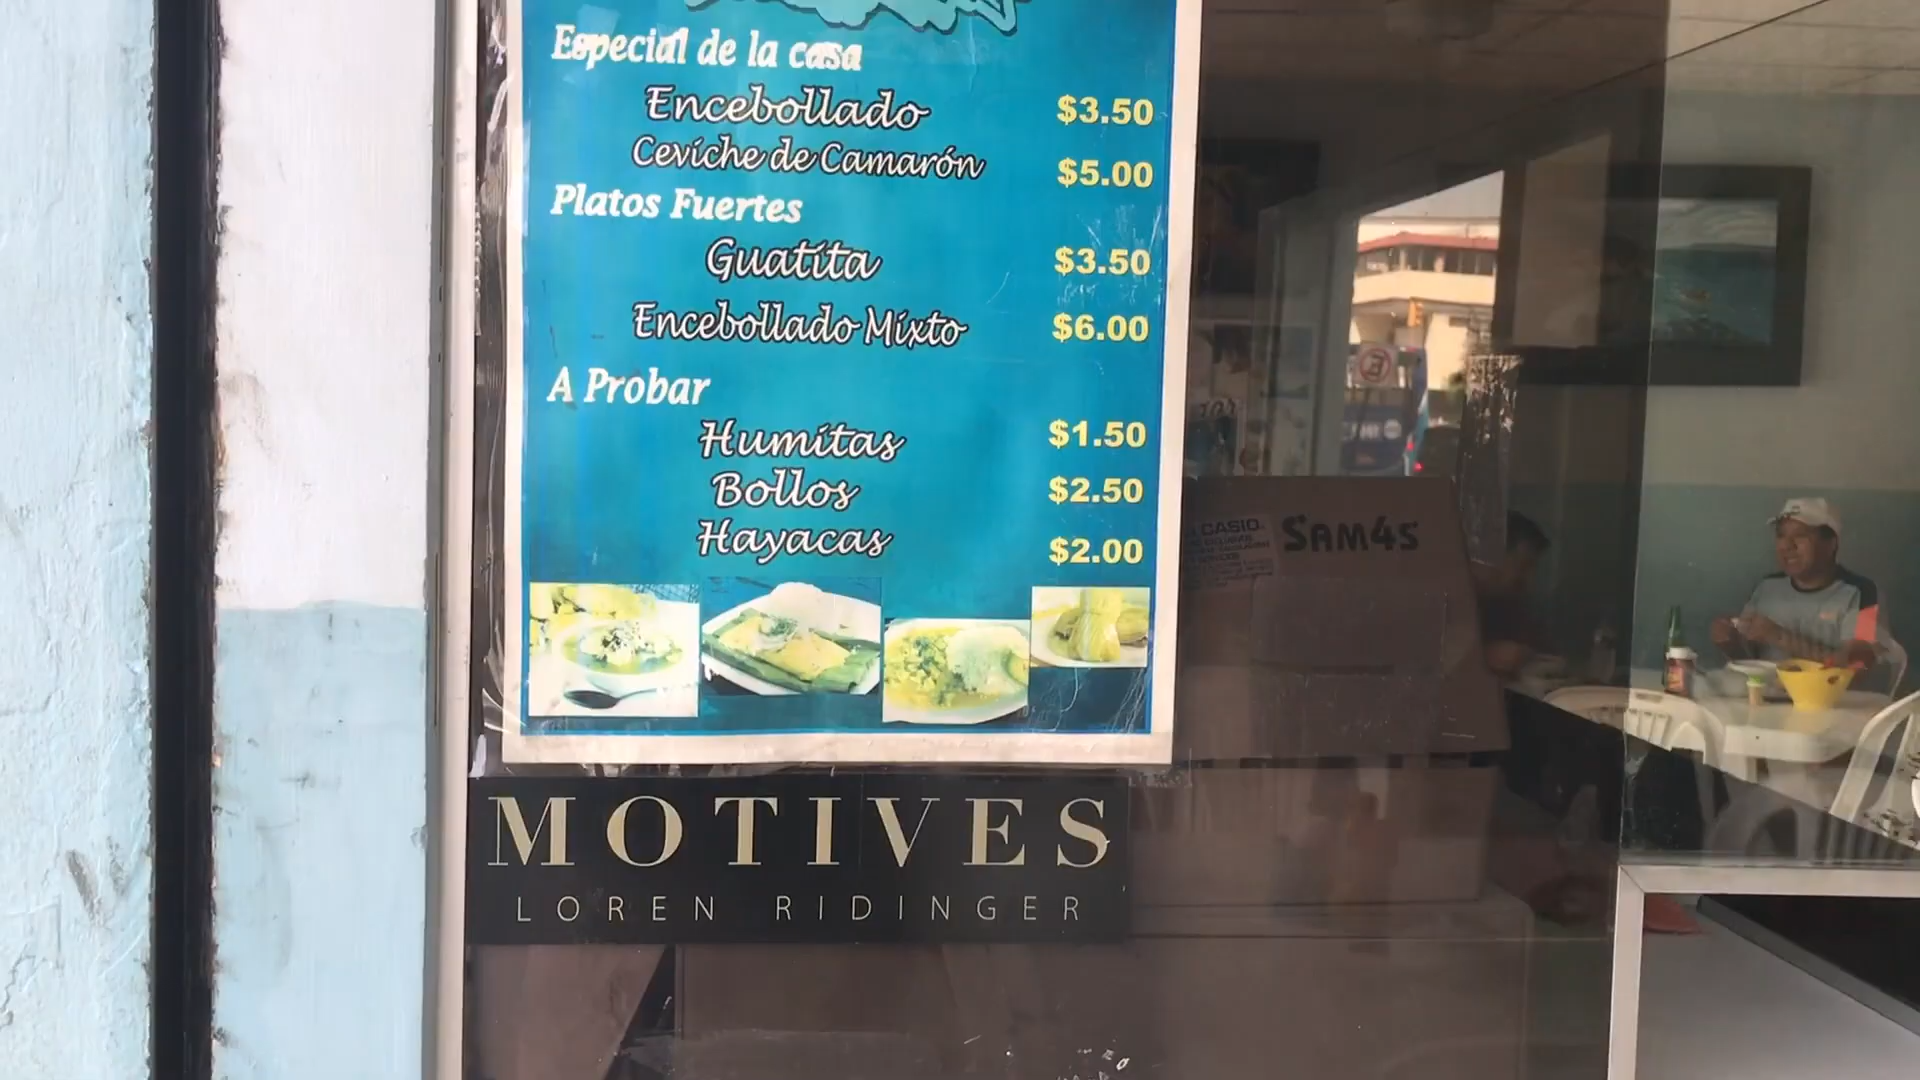 Especial de la casa
Encebollado $3.50
Ceviche de Camarón $5.00
Platos Fuertes
Guatita $3.50
Encebollado Mixto $6.00
A Probar
Humitas $1.50
Bollos $2.50
Hayacas $2.00
CASIO
SAM4S
MOTIVES
LOREN RIDINGER